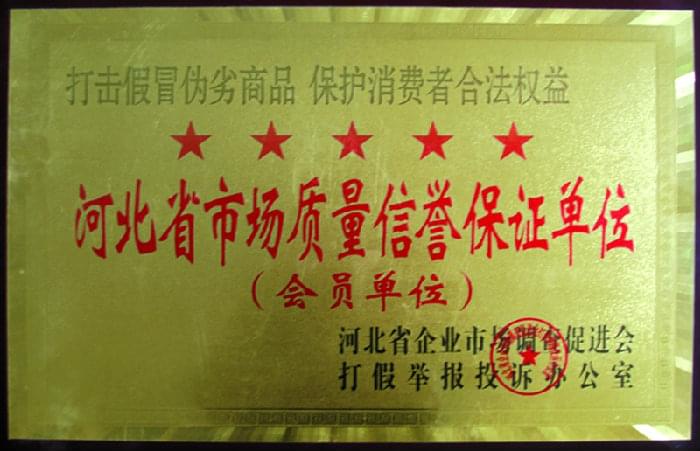 打击假冒伪劣商品 保护消费者合法权益
★ ★ ★ ★ ★
河北省市场质量信誉保证单位
(会员单位)
河北省企业市场调查促进会
打假举报投诉办公室